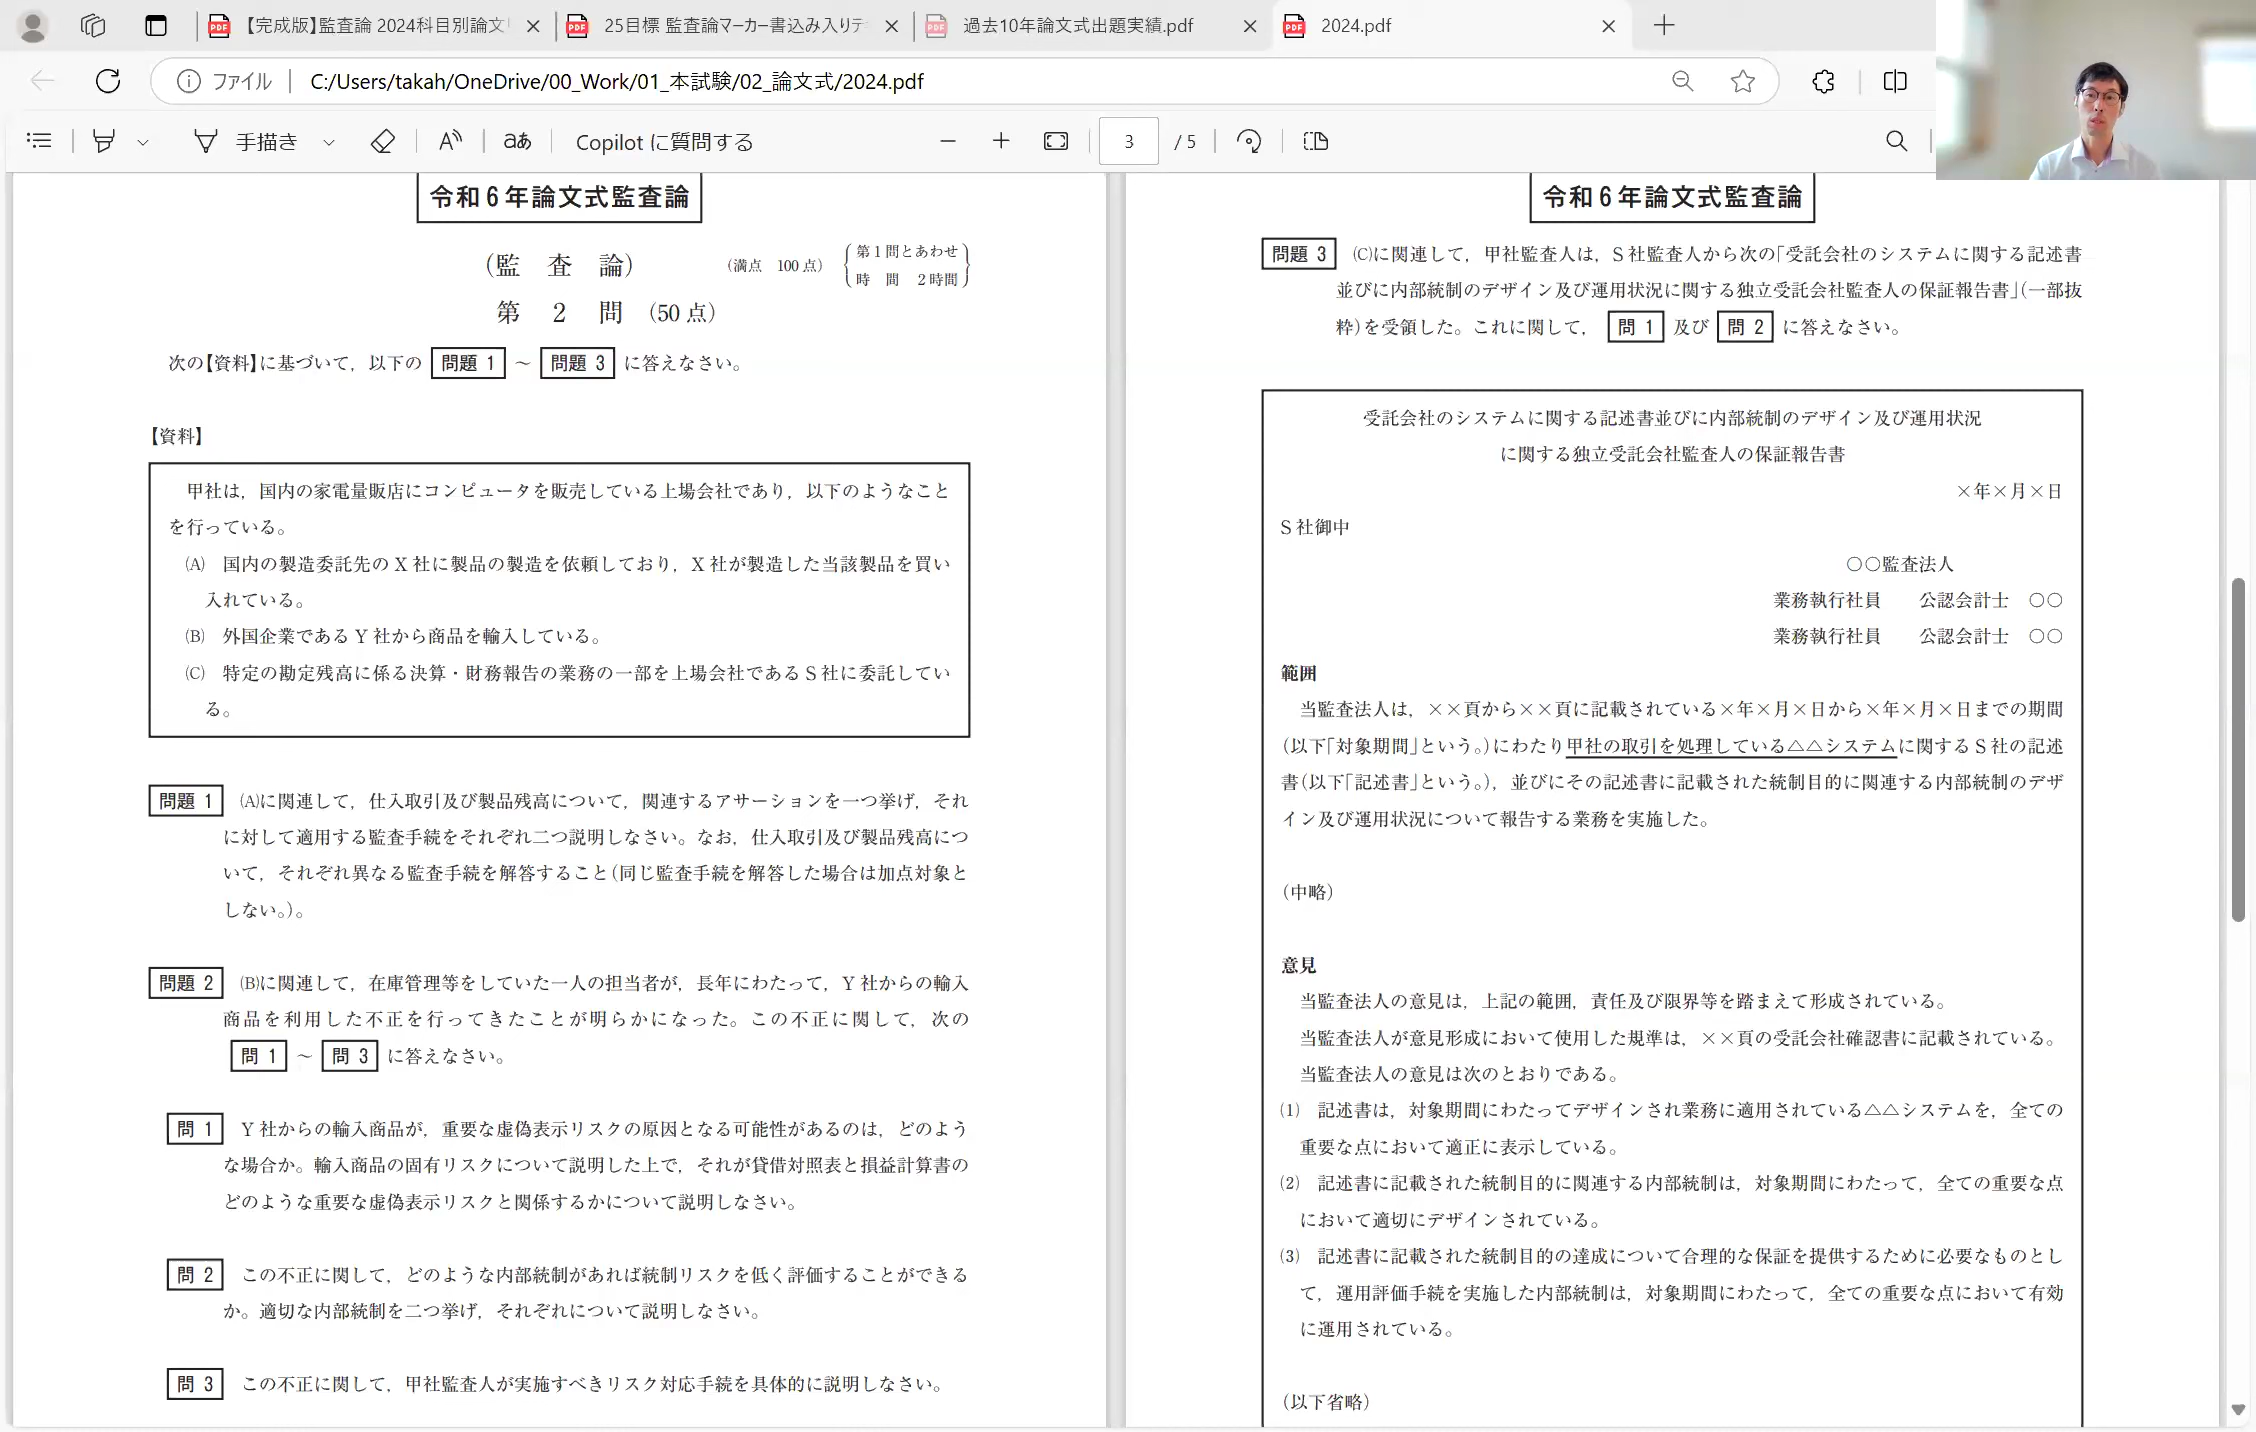 【完成版】監査論 2024科目別論文
25目標 監査論マーカー書込み入りテ
過去10年論文式出題実績.pdf
2024.pdf
ファイル
C:/Users/takah/OneDrive/00_Work/01_本試験/02_論文式/2024.pdf
手描き
aあ
Copilot に質問する
3
/ 5
令和6年論文式監査論
(監 査 論)
(満点 100点)
第1問とあわせ
時 間 2時間
第 2 問 (50点)
次の【資料】に基づいて，以下の 問題 1 ～ 問題 3 に答えなさい。
【資料】
甲社は，国内の家電量販店にコンピュータを販売している上場会社であり，以下のようなこと
を行っている。
(A) 国内の製造委託先のX社に製品の製造を依頼しており，X社が製造した当該製品を買い
入れている。
(B) 外国企業であるY社から商品を輸入している。
(C) 特定の勘定残高に係る決算・財務報告の業務の一部を上場会社であるS社に委託してい
る。
問題 1 (A)に関連して，仕入取引及び製品残高について，関連するアサーションを一つ挙げ，それ
に対して適用する監査手続をそれぞれ二つ説明しなさい。なお，仕入取引及び製品残高につ
いて，それぞれ異なる監査手続を解答すること(同じ監査手続を解答した場合は加点対象と
しない。)。
問題 2 (B)に関連して，在庫管理等をしていた一人の担当者が，長年にわたって，Y社からの輸入
商品を利用した不正を行ってきたことが明らかになった。この不正に関して，次の
問 1 ～ 問 3 に答えなさい。
問 1 Y社からの輸入商品が，重要な虚偽表示リスクの原因となる可能性があるのは，どのよう
な場合か。輸入商品の固有リスクについて説明した上で，それが貸借対照表と損益計算書の
どのような重要な虚偽表示リスクと関係するかについて説明しなさい。
問 2 この不正に関して，どのような内部統制があれば統制リスクを低く評価することができる
か。適切な内部統制を二つ挙げ，それぞれについて説明しなさい。
問 3 この不正に関して，甲社監査人が実施すべきリスク対応手続を具体的に説明しなさい。
令和6年論文式監査論
問題 3 (C)に関連して，甲社監査人は，S社監査人から次の「受託会社のシステムに関する記述書
並びに内部統制のデザイン及び運用状況に関する独立受託会社監査人の保証報告書」(一部抜
粋)を受領した。これに関して， 問 1 及び 問 2 に答えなさい。
受託会社のシステムに関する記述書並びに内部統制のデザイン及び運用状況
に関する独立受託会社監査人の保証報告書
×年×月×日
S社御中
○○監査法人
業務執行社員 公認会計士 ○○
業務執行社員 公認会計士 ○○
範囲
当監査法人は，××頁から××頁に記載されている×年×月×日から×年×月×日までの期間
(以下「対象期間」という。)にわたり甲社の取引を処理している△△システムに関するS社の記述
書(以下「記述書」という。)，並びにその記述書に記載された統制目的に関連する内部統制のデザ
イン及び運用状況について報告する業務を実施した。
(中略)
意見
当監査法人の意見は，上記の範囲，責任及び限界等を踏まえて形成されている。
当監査法人が意見形成において使用した規準は，××頁の受託会社確認書に記載されている。
当監査法人の意見は次のとおりである。
(1) 記述書は，対象期間にわたってデザインされ業務に適用されている△△システムを，全ての
重要な点において適正に表示している。
(2) 記述書に記載された統制目的に関連する内部統制は，対象期間にわたって，全ての重要な点
において適切にデザインされている。
(3) 記述書に記載された統制目的の達成について合理的な保証を提供するために必要なものとし
て，運用評価手続を実施した内部統制は，対象期間にわたって，全ての重要な点において有効
に運用されている。
(以下省略)